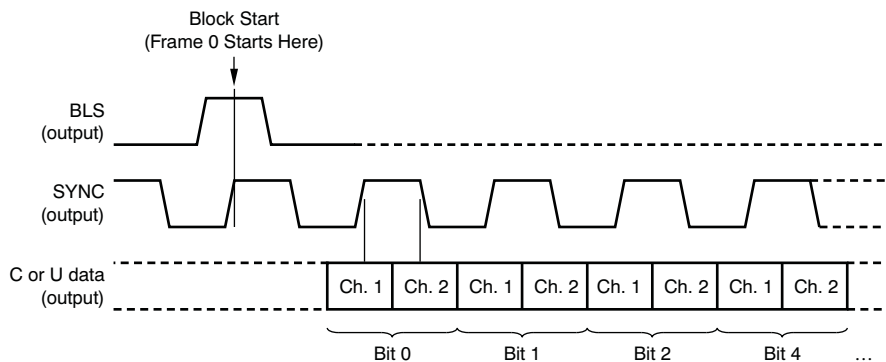 Block Start
(Frame 0 Starts Here)
BLS
(output)
SYNC
(output)
C or U data
(output)
Ch. 1 Ch. 2 Ch. 1 Ch. 2 Ch. 1 Ch. 2 Ch. 1 Ch. 2
Bit 0 Bit 1 Bit 2 Bit 4 ...